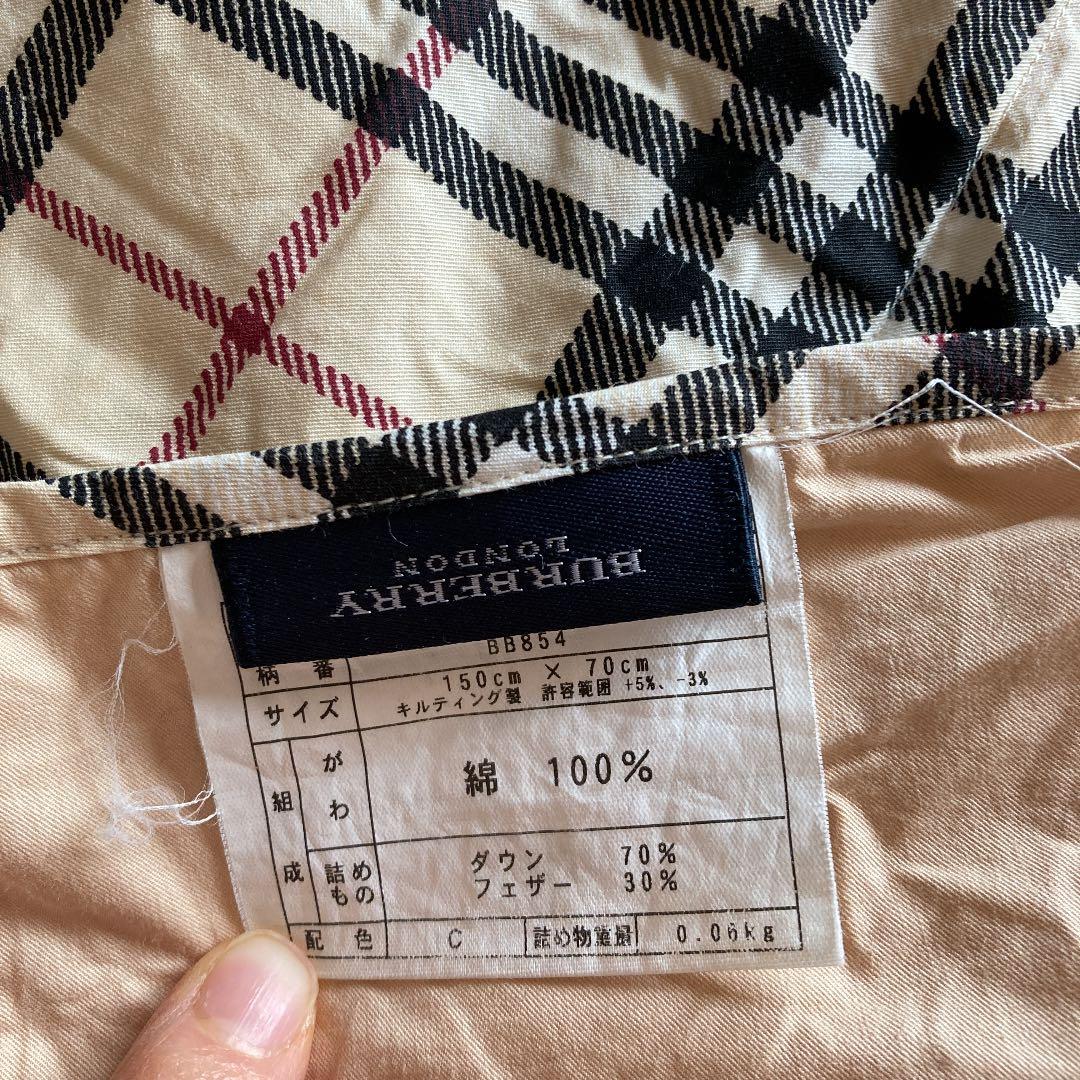 BURBERRY
LONDON
柄 番 BB854
サイズ 150cm × 70cm
キルティング製 許容範囲 +5%、-3%
組成 がわ 綿 100%
詰めもの ダウン 70%
フェザー 30%
配 色 C 詰め物重量 0.06kg